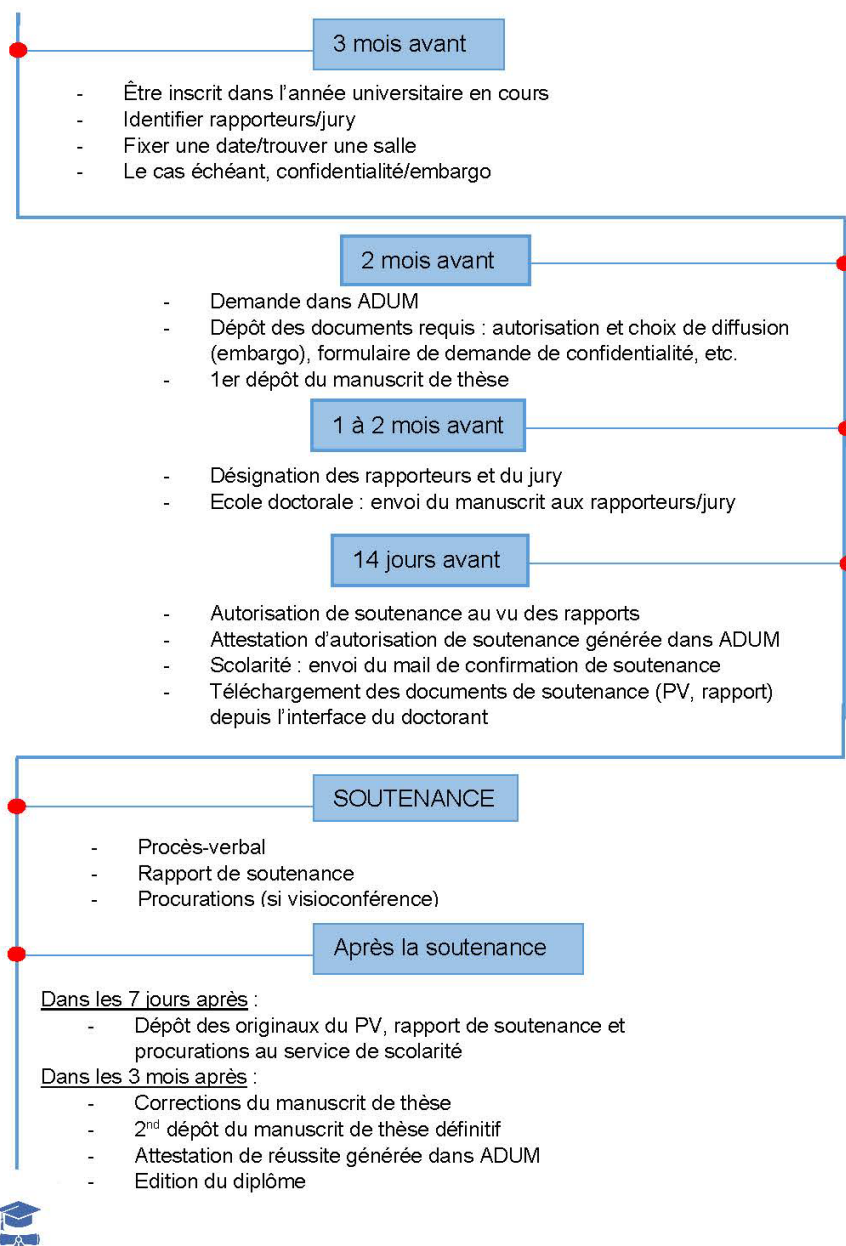 3 mois avant
- Être inscrit dans l’année universitaire en cours
- Identifier rapporteurs/jury
- Fixer une date/trouver une salle
- Le cas échéant, confidentialité/embargo
2 mois avant
- Demande dans ADUM
- Dépôt des documents requis : autorisation et choix de diffusion
(embargo), formulaire de demande de confidentialité, etc.
- 1er dépôt du manuscrit de thèse
1 à 2 mois avant
- Désignation des rapporteurs et du jury
- Ecole doctorale : envoi du manuscrit aux rapporteurs/jury
14 jours avant
- Autorisation de soutenance au vu des rapports
- Attestation d’autorisation de soutenance générée dans ADUM
- Scolarité : envoi du mail de confirmation de soutenance
- Téléchargement des documents de soutenance (PV, rapport)
depuis l’interface du doctorant
SOUTENANCE
- Procès-verbal
- Rapport de soutenance
- Procurations (si visioconférence)
Après la soutenance
Dans les 7 jours après :
- Dépôt des originaux du PV, rapport de soutenance et
procurations au service de scolarité
Dans les 3 mois après :
- Corrections du manuscrit de thèse
- 2nd dépôt du manuscrit de thèse définitif
- Attestation de réussite générée dans ADUM
- Edition du diplôme